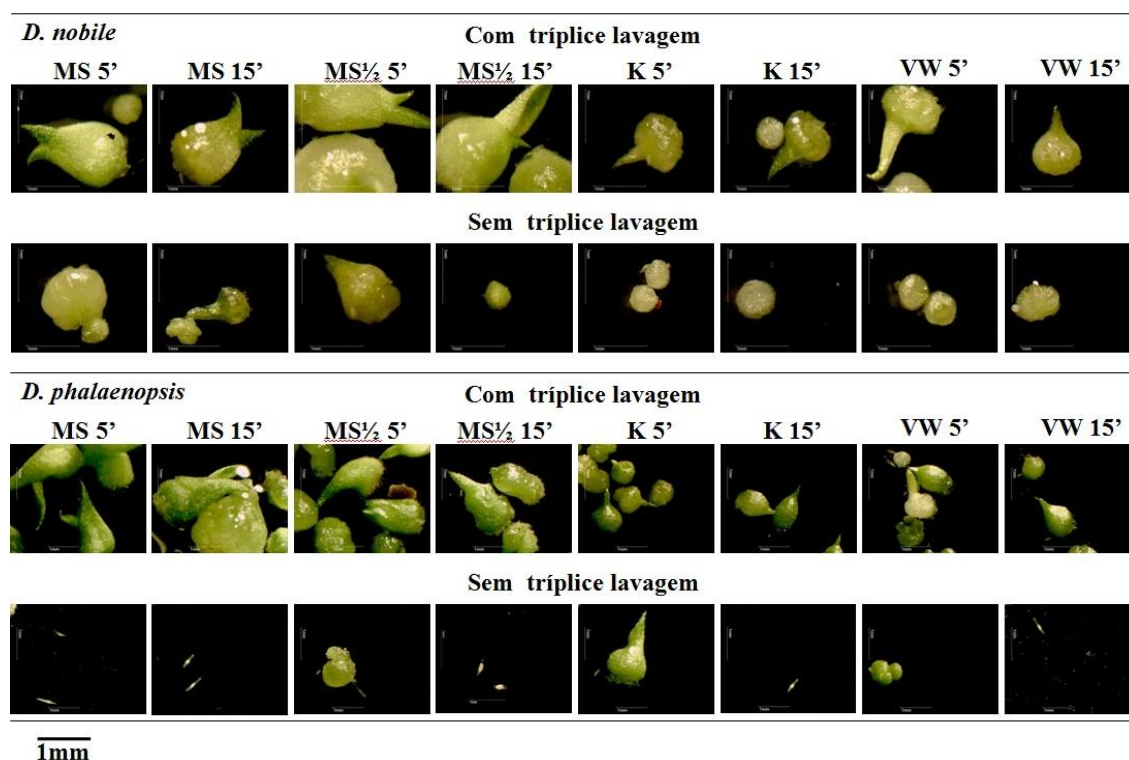 D. nobile
Com tríplice lavagem
MS 5’ MS 15’ MS½ 5’ MS½ 15’ K 5’ K 15’ VW 5’ VW 15’
Sem tríplice lavagem
D. phalaenopsis
Com tríplice lavagem
MS 5’ MS 15’ MS½ 5’ MS½ 15’ K 5’ K 15’ VW 5’ VW 15’
Sem tríplice lavagem
1mm